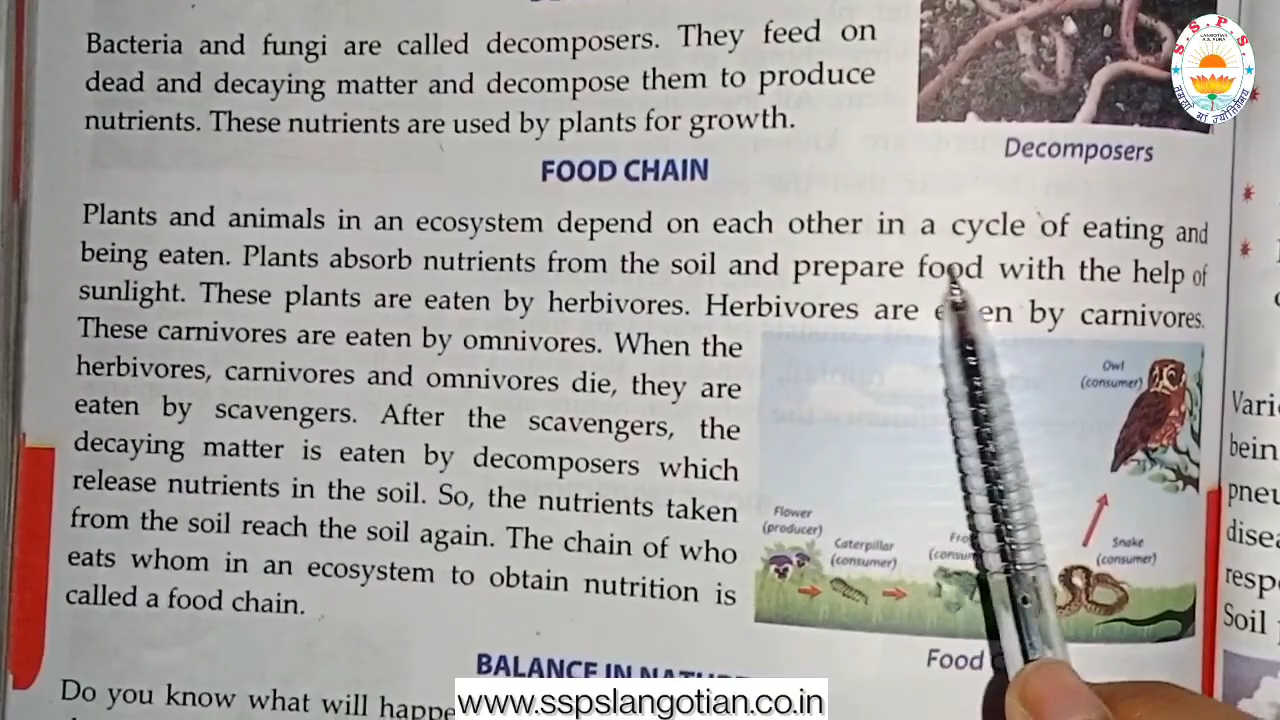 Bacteria and fungi are called decomposers. They feed on
dead and decaying matter and decompose them to produce
nutrients. These nutrients are used by plants for growth.
Decomposers
FOOD CHAIN
Plants and animals in an ecosystem depend on each other in a cycle of eating and
being eaten. Plants absorb nutrients from the soil and prepare food with the help of
sunlight. These plants are eaten by herbivores. Herbivores are by carnivores.
These carnivores are eaten by omnivores. When the
herbivores, carnivores and omnivores die, they are
eaten by scavengers. After the scavengers, the
decaying matter is eaten by decomposers which
release nutrients in the soil. So, the nutrients taken
from the soil reach the soil again. The chain of who
eats whom in an ecosystem to obtain nutrition is
called a food chain.
Owl
(consumer)
Flower
(producer)
Caterpillar
(consumer)
Snake
(consumer)
Food
BALANCE IN
Do you know what will
www.sspslangotian.co.in
S.S.P.S.
LANGOTIAN
तमसो मां ज्योतिर्गमय
Soil